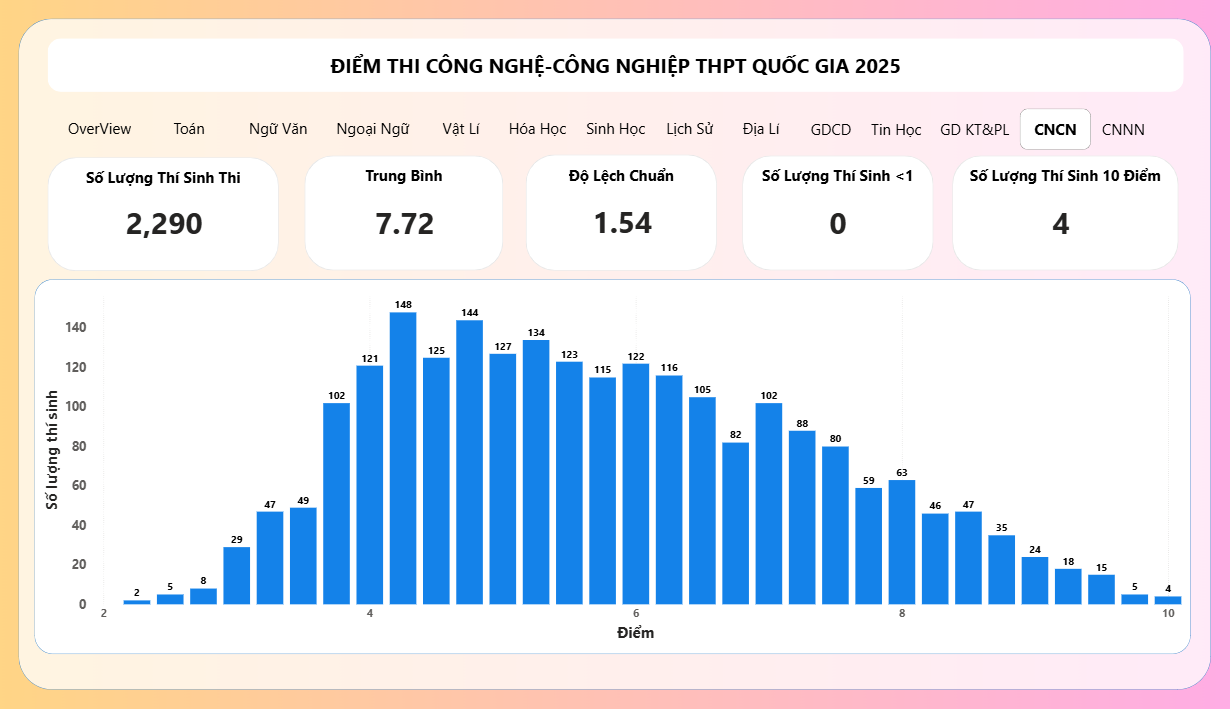 ĐIỂM THI CÔNG NGHỆ-CÔNG NGHIỆP THPT QUỐC GIA 2025
OverView Toán Ngữ Văn Ngoại Ngữ Vật Lí Hóa Học Sinh Học Lịch Sử Địa Lí GDCD Tin Học GD KT&PL CNCN CNNN
Số Lượng Thí Sinh Thi
2,290
Trung Bình
7.72
Độ Lệch Chuẩn
1.54
Số Lượng Thí Sinh <1
0
Số Lượng Thí Sinh 10 Điểm
4
Số lượng thí sinh
140
120
100
80
60
40
20
0
2 5 8 29 47 49 102 121 148 125 144 127 134 123 115 122 116 105 82 102 88 80 59 63 46 47 35 24 18 15 5 4
2 4 6 8 10
Điểm